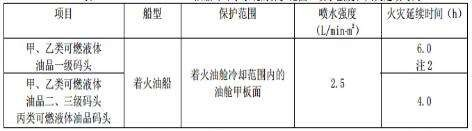 项目 船型 保护范围 喷水强度 火灾延续时间（h）
（L/min·m²）
甲、乙类可燃液体
油品一级码头
着火油船
着火油舱冷却范围内的
油舱甲板面
2.5
6.0
注2
甲、乙类可燃液体
油品二、三级码头
丙类可燃液体油品码头
4.0